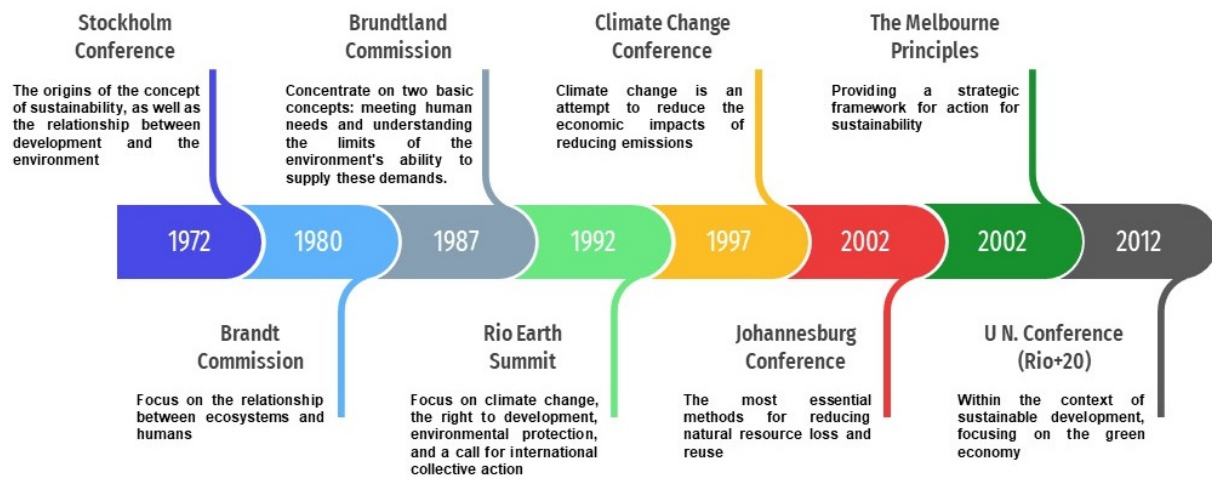 Stockholm
Conference
The origins of the concept
of sustainability, as well as
the relationship between
development and the
environment
Brundtland
Commission
Concentrate on two basic
concepts: meeting human
needs and understanding
the limits of the
environment's ability to
supply these demands.
Climate Change
Conference
Climate change is an
attempt to reduce the
economic impacts of
reducing emissions
The Melbourne
Principles
Providing a strategic
framework for action for
sustainability
1972
1980
1987
1992
1997
2002
2002
2012
Brandt
Commission
Focus on the relationship
between ecosystems and
humans
Rio Earth
Summit
Focus on climate change,
the right to development,
environmental protection,
and a call for international
collective action
Johannesburg
Conference
The most essential
methods for reducing
natural resource loss and
reuse
U N. Conference
(Rio+20)
Within the context of
sustainable development,
focusing on the green
economy